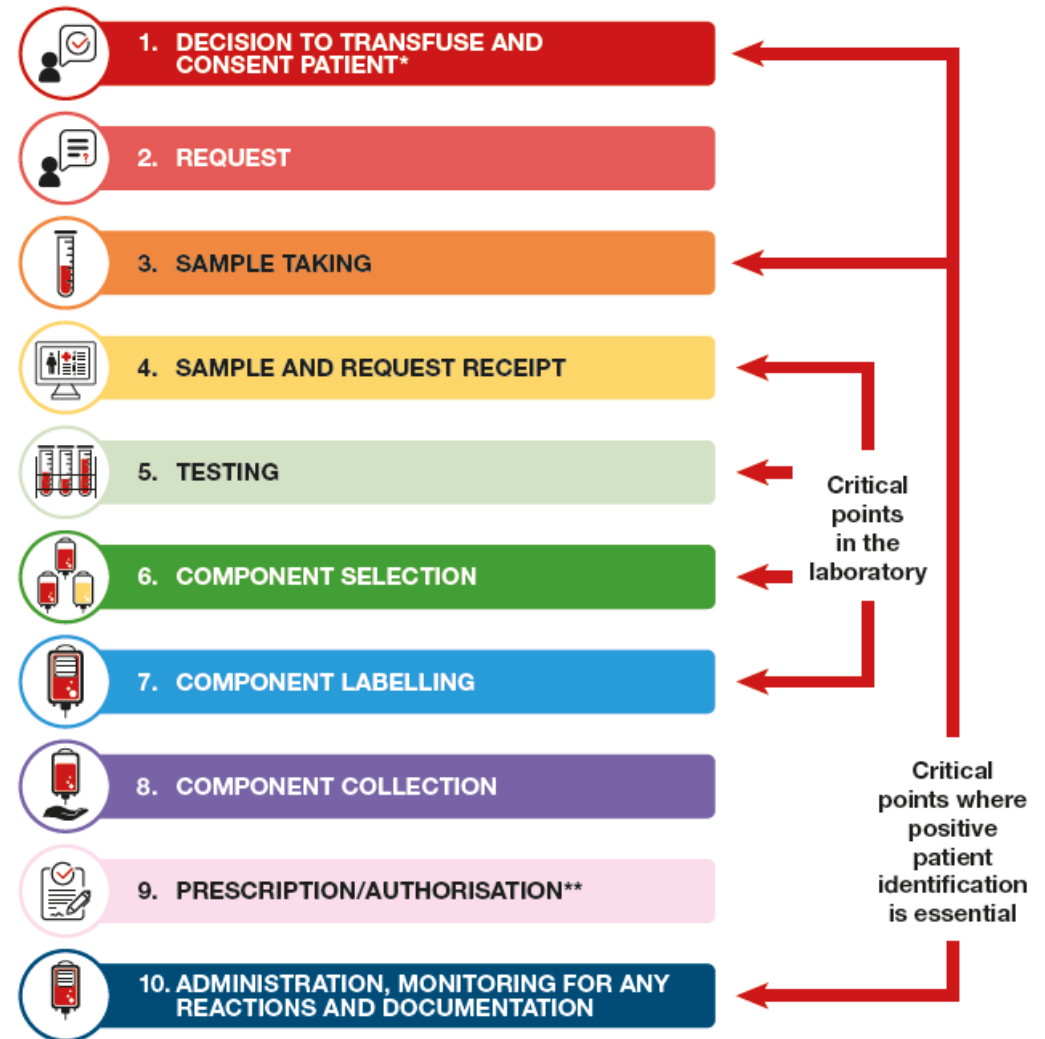 1. DECISION TO TRANSFUSE AND
CONSENT PATIENT*
2. REQUEST
3. SAMPLE TAKING
4. SAMPLE AND REQUEST RECEIPT
5. TESTING
6. COMPONENT SELECTION
7. COMPONENT LABELLING
8. COMPONENT COLLECTION
9. PRESCRIPTION/AUTHORISATION**
10. ADMINISTRATION, MONITORING FOR ANY
REACTIONS AND DOCUMENTATION
Critical
points
in the
laboratory
Critical
points where
positive
patient
identification
is essential